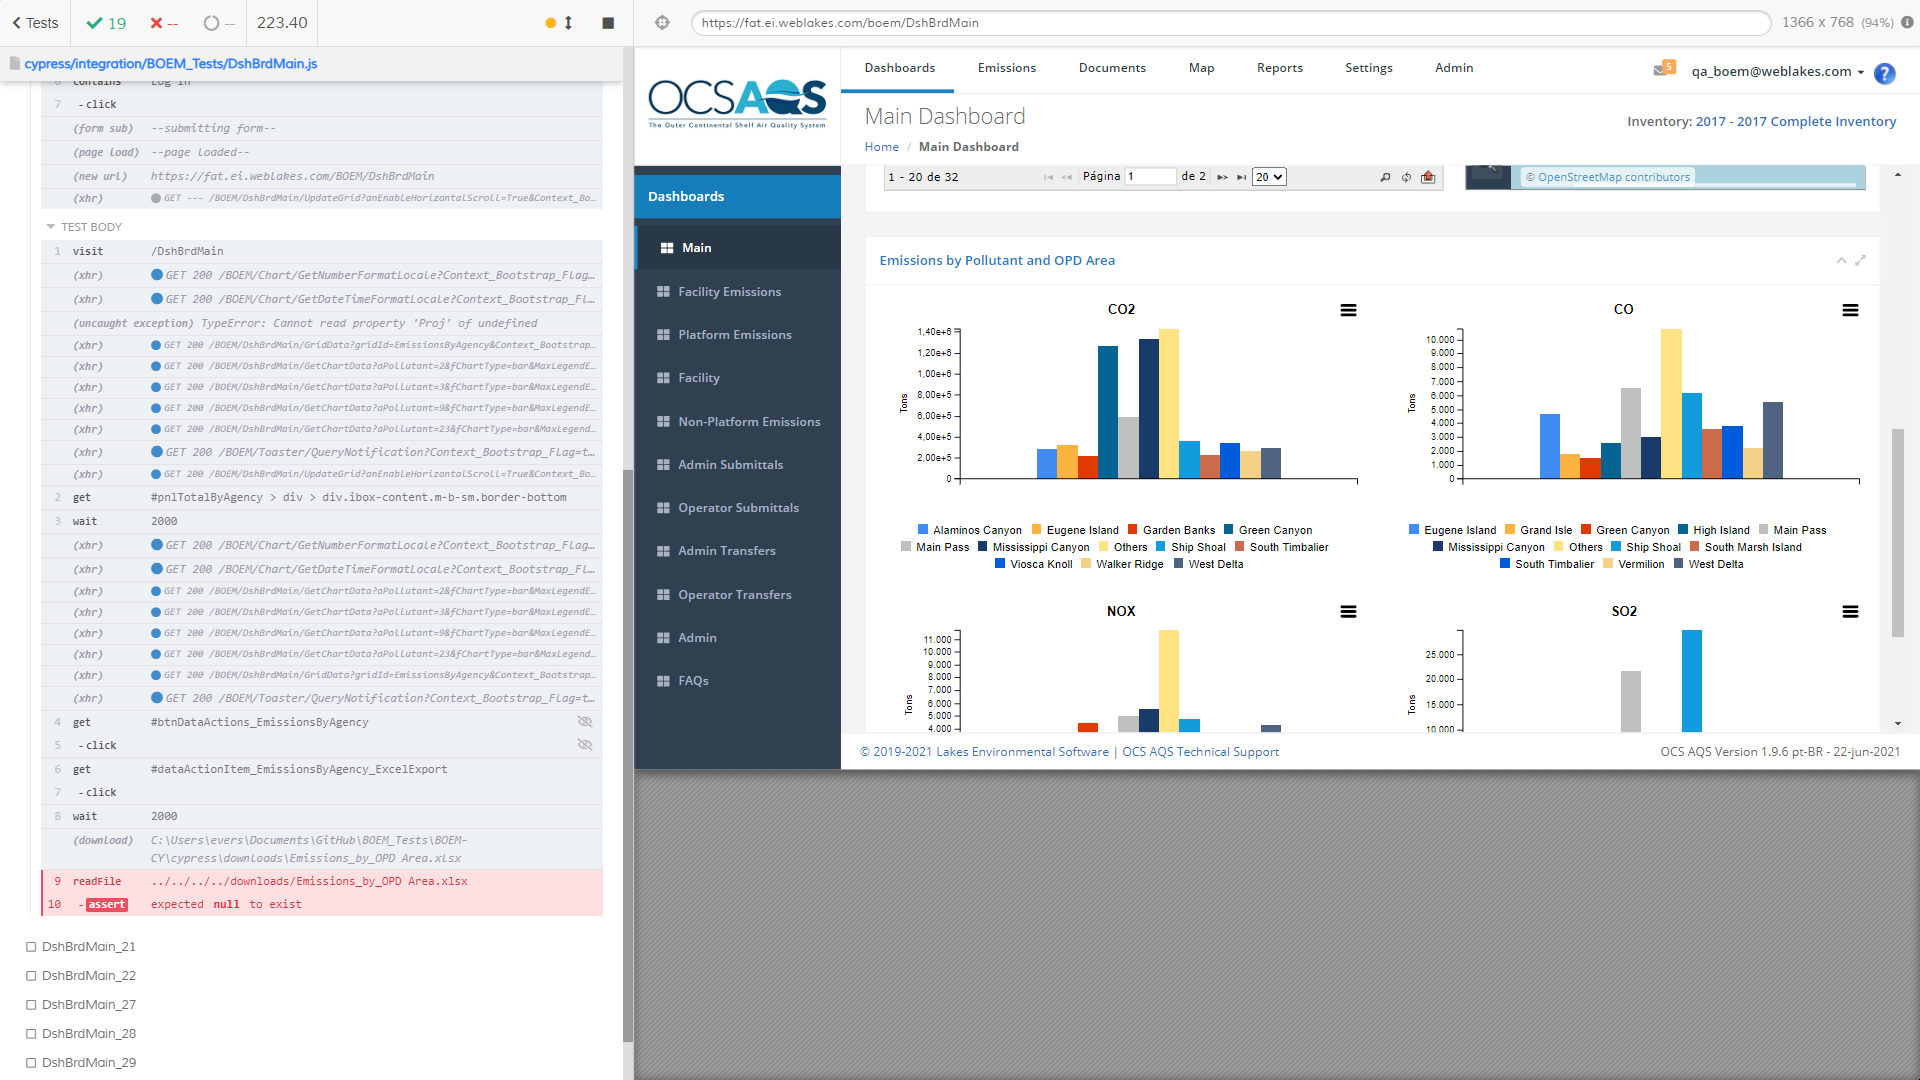 Tests
19
--
--
223.40
cypress/integration/BOEM_Tests/DshBrdMain.js
6 contains Log In
7 - click
(form sub) --submitting form--
(page load) --page loaded--
(new url) https://fat.ei.weblakes.com/BOEM/DshBrdMain
(xhr) GET --- /BOEM/DshBrdMain/UpdateGrid?anEnableHorizontalScroll=True&Context_Bo...
TEST BODY
1 visit /DshBrdMain
(xhr) GET 200 /BOEM/Chart/GetNumberFormatLocale?Context_Bootstrap_Flag...
(xhr) GET 200 /BOEM/Chart/GetDateTimeFormatLocale?Context_Bootstrap_Fl...
(uncaught exception) TypeError: Cannot read property 'Proj' of undefined
(xhr) GET 200 /BOEM/DshBrdMain/GridData?gridId=EmissionsByAgency&Context_Bootstrap...
(xhr) GET 200 /BOEM/DshBrdMain/GetChartData?aPollutant=2&fChartType=bar&MaxLegendE...
(xhr) GET 200 /BOEM/DshBrdMain/GetChartData?aPollutant=3&fChartType=bar&MaxLegendE...
(xhr) GET 200 /BOEM/DshBrdMain/GetChartData?aPollutant=9&fChartType=bar&MaxLegendE...
(xhr) GET 200 /BOEM/DshBrdMain/GetChartData?aPollutant=23&fChartType=bar&MaxLegend...
(xhr) GET 200 /BOEM/Toaster/QueryNotification?Context_Bootstrap_Flag=t...
(xhr) GET 200 /BOEM/DshBrdMain/UpdateGrid?anEnableHorizontalScroll=True&Context_Bo...
2 get #pnlTotalByAgency > div > div.ibox-content.m-b-sm.border-bottom
3 wait 2000
(xhr) GET 200 /BOEM/Chart/GetNumberFormatLocale?Context_Bootstrap_Flag...
(xhr) GET 200 /BOEM/Chart/GetDateTimeFormatLocale?Context_Bootstrap_Fl...
(xhr) GET 200 /BOEM/DshBrdMain/GetChartData?aPollutant=2&fChartType=bar&MaxLegendE...
(xhr) GET 200 /BOEM/DshBrdMain/GetChartData?aPollutant=3&fChartType=bar&MaxLegendE...
(xhr) GET 200 /BOEM/DshBrdMain/GetChartData?aPollutant=9&fChartType=bar&MaxLegendE...
(xhr) GET 200 /BOEM/DshBrdMain/GetChartData?aPollutant=23&fChartType=bar&MaxLegend...
(xhr) GET 200 /BOEM/DshBrdMain/GridData?gridId=EmissionsByAgency&Context_Bootstrap...
(xhr) GET 200 /BOEM/Toaster/QueryNotification?Context_Bootstrap_Flag=t...
4 get #btnDataActions_EmissionsByAgency
5 - click
6 get #dataActionItem_EmissionsByAgency_ExcelExport
7 - click
8 wait 2000
(download) C:\Users\evers\Documents\GitHub\BOEM_Tests\BOEM-
CY\cypress\downloads\Emissions_by_OPD Area.xlsx
9 readFile ../../../../downloads/Emissions_by_OPD Area.xlsx
10 - assert expected null to exist
DshBrdMain_21
DshBrdMain_22
DshBrdMain_27
DshBrdMain_28
DshBrdMain_29
https://fat.ei.weblakes.com/boem/DshBrdMain
1366 x 768 (94%)
OCSAQS
The Outer Continental Shelf Air Quality System
Dashboards Emissions Documents Map Reports Settings Admin
5
qa_boem@weblakes.com
?
Main Dashboard
Inventory: 2017 - 2017 Complete Inventory
Home / Main Dashboard
Dashboards
Main
Facility Emissions
Platform Emissions
Facility
Non-Platform Emissions
Admin Submittals
Operator Submittals
Admin Transfers
Operator Transfers
Admin
FAQs
1 - 20 de 32
Página 1 de 2
20
© OpenStreetMap contributors
Emissions by Pollutant and OPD Area
CO2
1,40e+6
1,20e+6
1,00e+6
8,00e+5
6,00e+5
4,00e+5
2,00e+5
0
Tons
Alaminos Canyon Eugene Island Garden Banks Green Canyon
Main Pass Mississippi Canyon Others Ship Shoal South Timbalier
Viosca Knoll Walker Ridge West Delta
CO
10.000
9.000
8.000
7.000
6.000
5.000
4.000
3.000
2.000
1.000
0
Tons
Eugene Island Grand Isle Green Canyon High Island Main Pass
Mississippi Canyon Others Ship Shoal South Marsh Island
South Timbalier Vermilion West Delta
NOX
11.000
10.000
9.000
8.000
7.000
6.000
5.000
4.000
Tons
SO2
25.000
20.000
15.000
10.000
Tons
© 2019-2021 Lakes Environmental Software | OCS AQS Technical Support
OCS AQS Version 1.9.6 pt-BR - 22-jun-2021